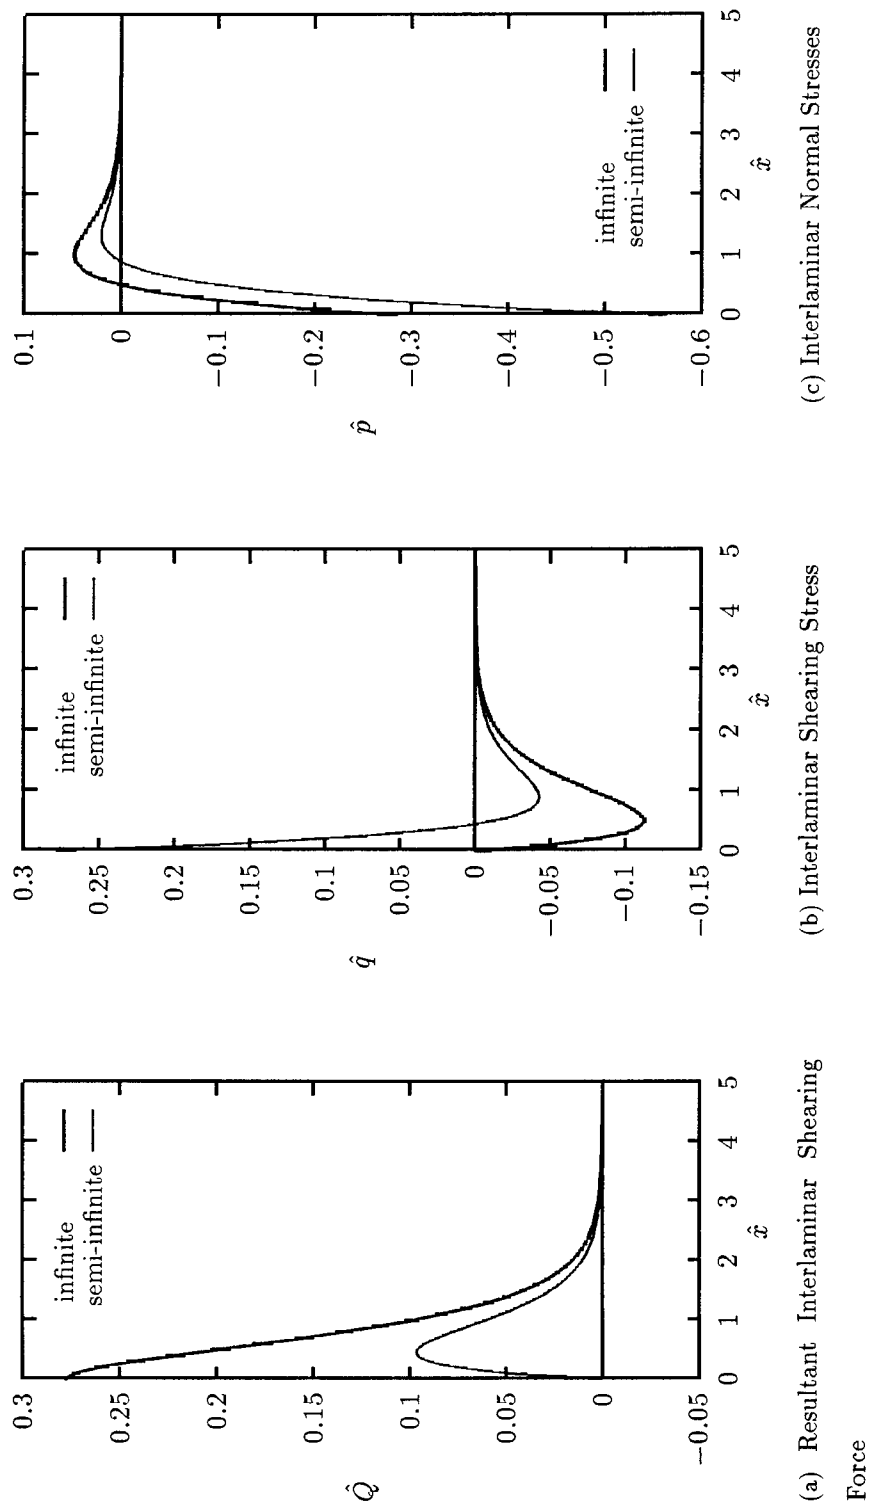 0.3
0.25
0.2
0.15
0.1
0.05
0
−0.05
Q̂
infinite
semi-infinite
0 1 2 3 4 5
x̂
(a) Resultant Interlaminar Shearing
Force
0.3
0.25
0.2
0.15
0.1
0.05
0
−0.05
−0.1
−0.15
q̂
infinite
semi-infinite
0 1 2 3 4 5
x̂
(b) Interlaminar Shearing Stress
0.1
0
−0.1
−0.2
−0.3
−0.4
−0.5
−0.6
p̂
infinite
semi-infinite
0 1 2 3 4 5
x̂
(c) Interlaminar Normal Stresses